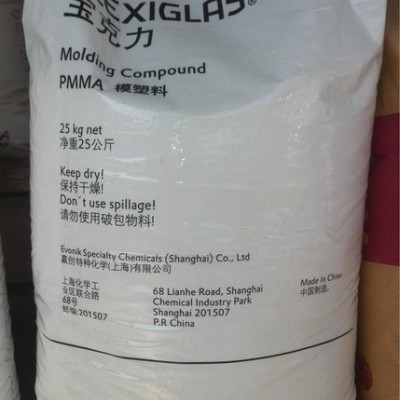 EXIGLAS®
宝克力
Molding Compound
PMMA 模塑料
25 kg net
净重25公斤
Keep dry!
保持干燥!
Don´t use spillage!
请勿使用破包物料!
Evonik Specialty Chemicals (Shanghai) Co., Ltd
赢创特种化学(上海)有限公司
上海化学工
业区联合路
68号
邮编:201507
68 Lianhe Road, Shanghai
Chemical Industry Park
Shanghai 201507
P.R China
Made in China
中国制造。